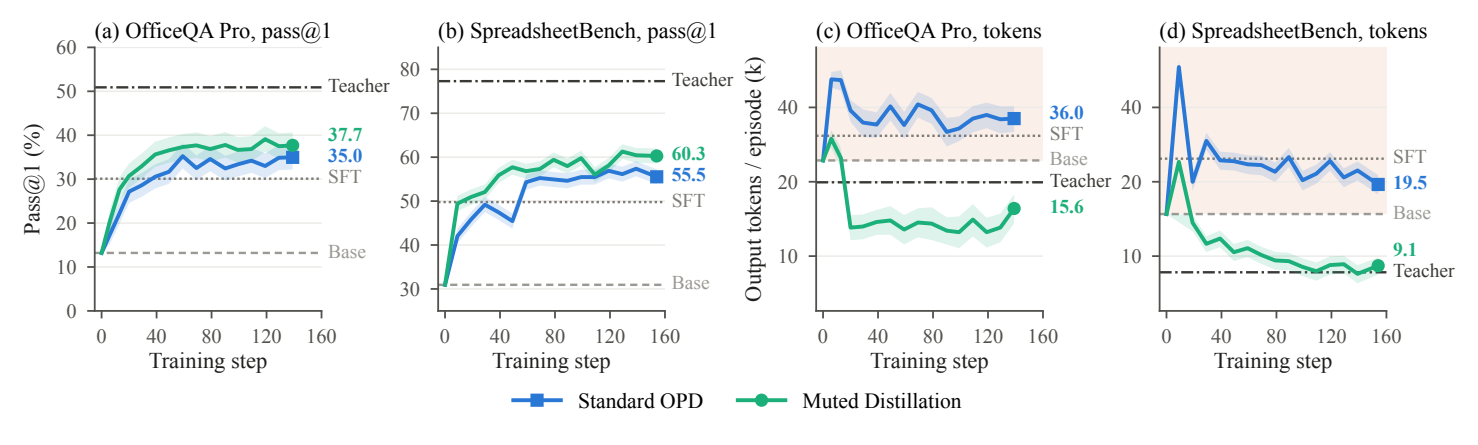 (a) OfficeQA Pro, pass@1
Pass@1 (%)
60
50
40
30
20
10
0
Teacher
37.7
35.0
SFT
Base
0 40 80 120 160
Training step
(b) SpreadsheetBench, pass@1
80
70
60
50
40
30
Teacher
60.3
55.5
SFT
Base
0 40 80 120 160
Training step
(c) OfficeQA Pro, tokens
Output tokens / episode (k)
40
20
10
36.0
SFT
Base
Teacher
15.6
0 40 80 120 160
Training step
(d) SpreadsheetBench, tokens
40
20
10
SFT
19.5
Base
9.1
Teacher
0 40 80 120 160
Training step
Standard OPD
Muted Distillation